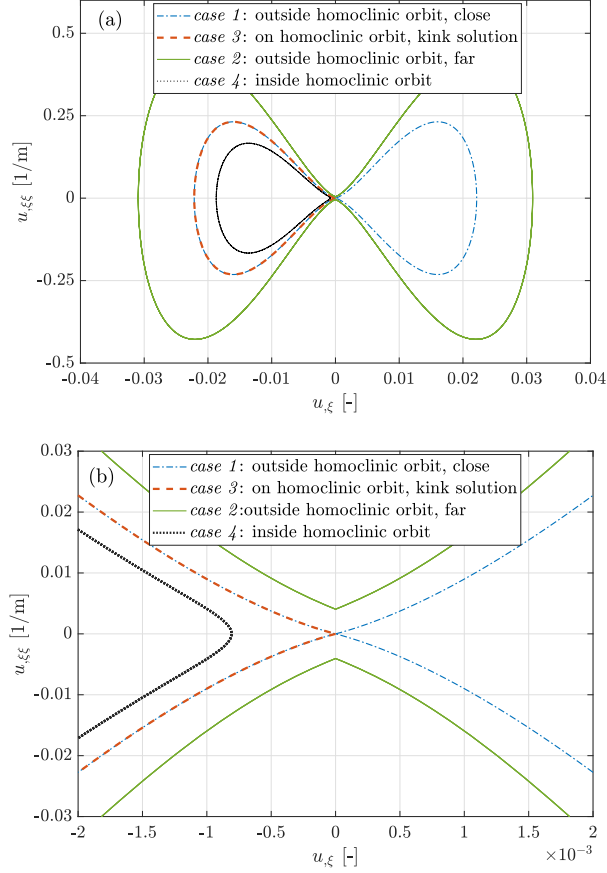 (a)
case 1: outside homoclinic orbit, close
case 3: on homoclinic orbit, kink solution
case 2: outside homoclinic orbit, far
case 4: inside homoclinic orbit
0.5
0.25
0
-0.25
-0.5
u,ξξ [1/m]
-0.04 -0.03 -0.02 -0.01 0 0.01 0.02 0.03 0.04
u,ξ [-]
(b)
case 1: outside homoclinic orbit, close
case 3: on homoclinic orbit, kink solution
case 2:outside homoclinic orbit, far
case 4: inside homoclinic orbit
0.03
0.02
0.01
0
-0.01
-0.02
-0.03
u,ξξ [1/m]
-2 -1.5 -1 -0.5 0 0.5 1 1.5 2
×10⁻³
u,ξ [-]